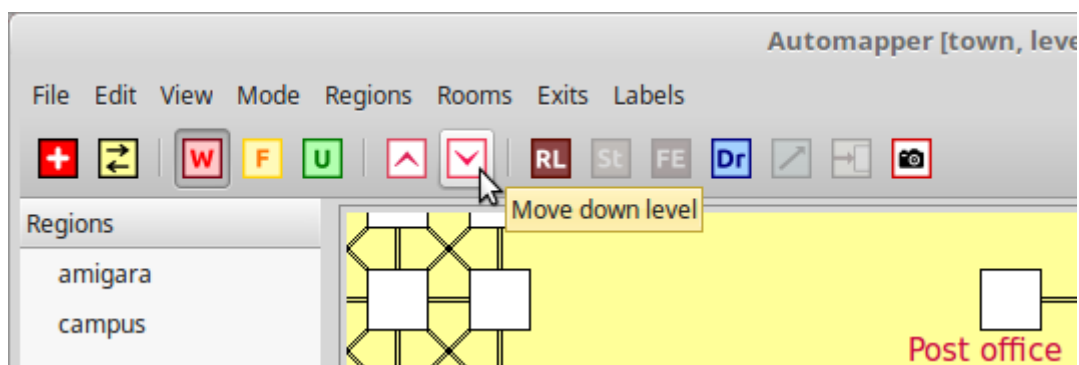 Automapper [town, leve
File Edit View Mode Regions Rooms Exits Labels
W F U RL St FE Dr
Move down level
Regions
amigara
campus
Post office